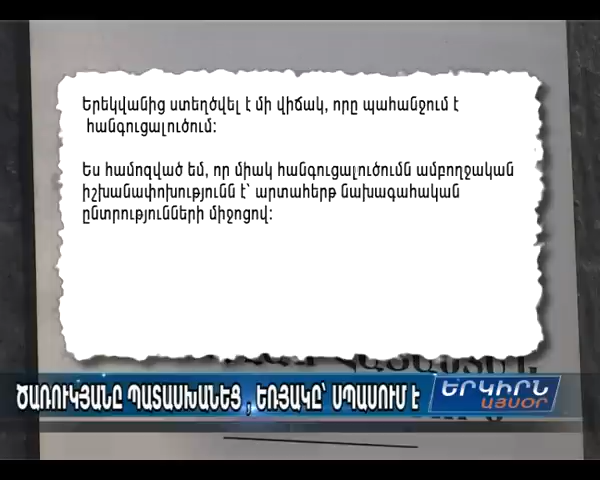 Երեկվանից ստեղծվել է մի վիճակ, որը պահանջում է
հանգուցալուծում:
Ես համոզված եմ, որ միակ հանգուցալուծումն ամբողջական
իշխանափոխությունն է՝ արտահերթ նախագահական
ընտրությունների միջոցով:
ԾԱՌՈՒԿՅԱՆԸ ՊԱՏԱՍԽԱՆԵՑ , ԵՌՅԱԿԸ՝ ՍՊԱՍՈՒՄ Է
ԵՐԿԻՐՆ
ԱՅՍՕՐ